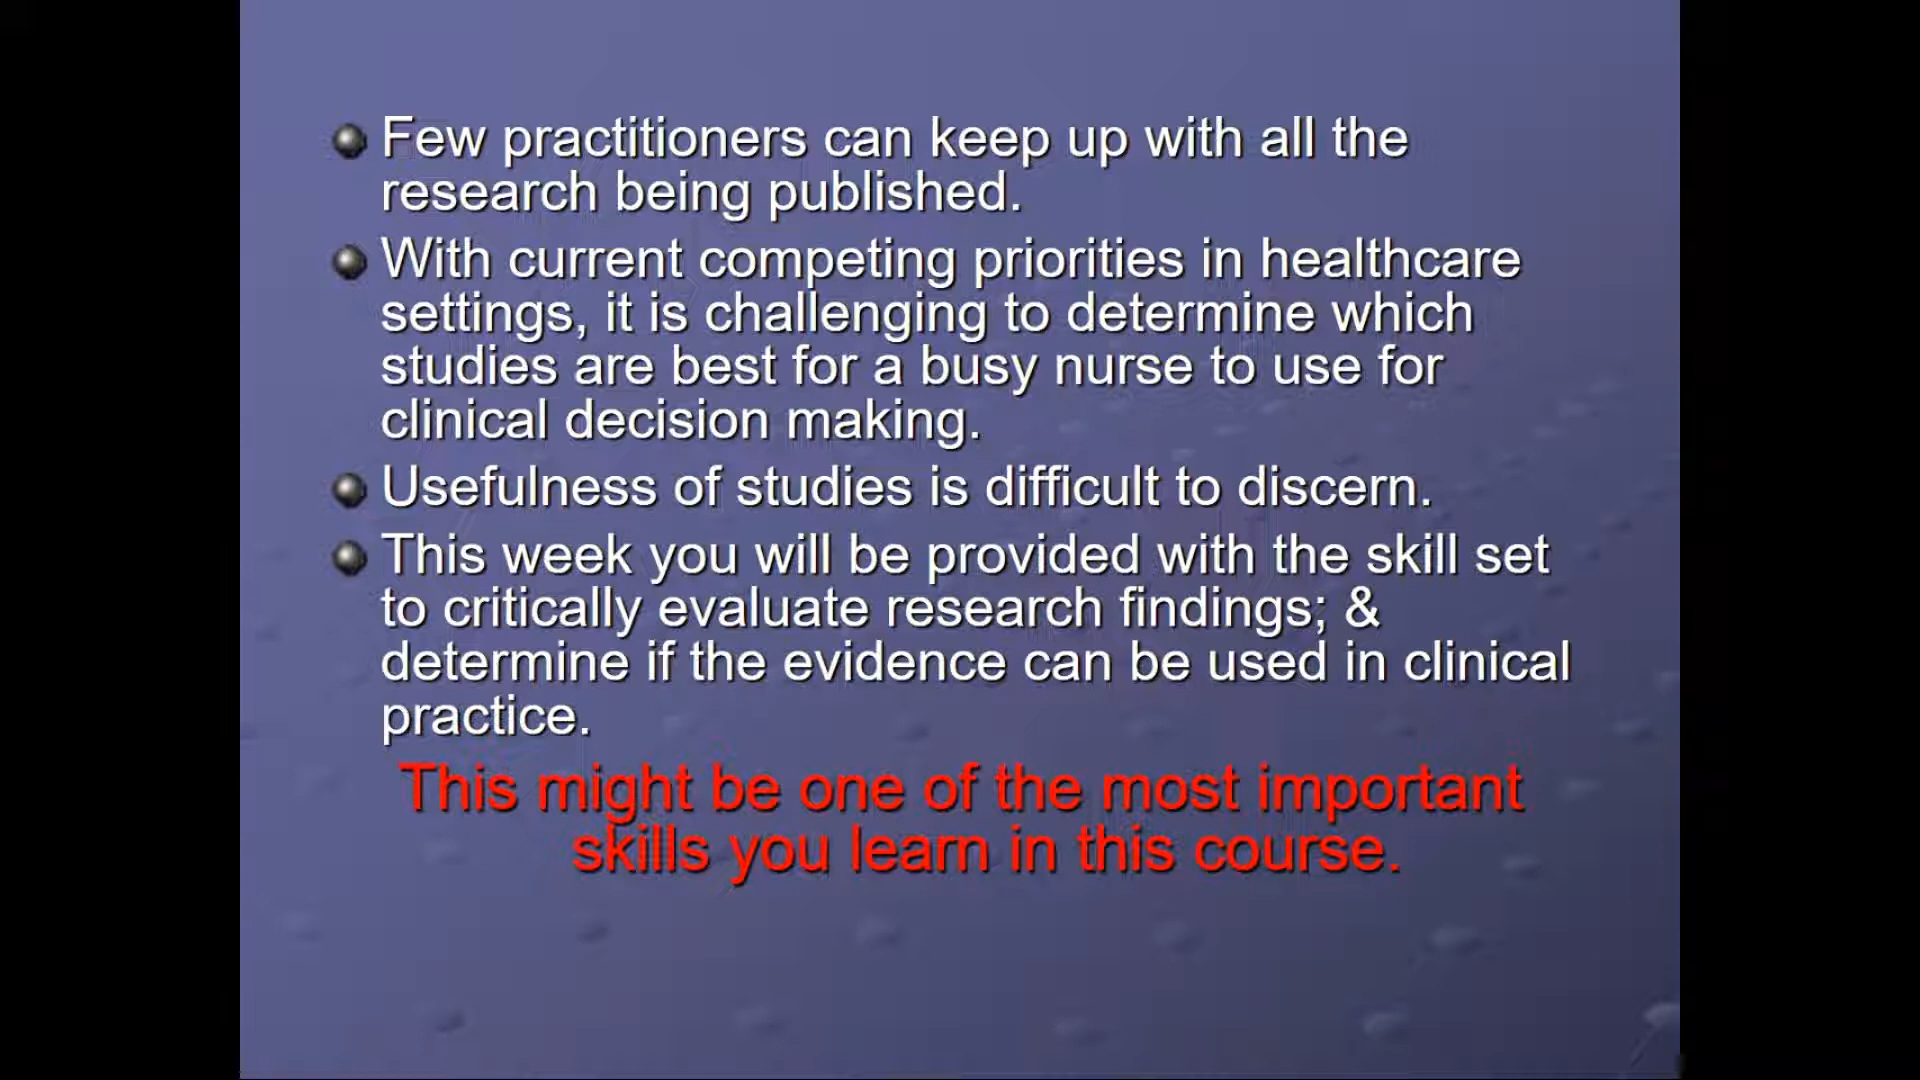 Few practitioners can keep up with all the
research being published.
With current competing priorities in healthcare
settings, it is challenging to determine which
studies are best for a busy nurse to use for
clinical decision making.
Usefulness of studies is difficult to discern.
This week you will be provided with the skill set
to critically evaluate research findings; &
determine if the evidence can be used in clinical
practice.
This might be one of the most important
skills you learn in this course.